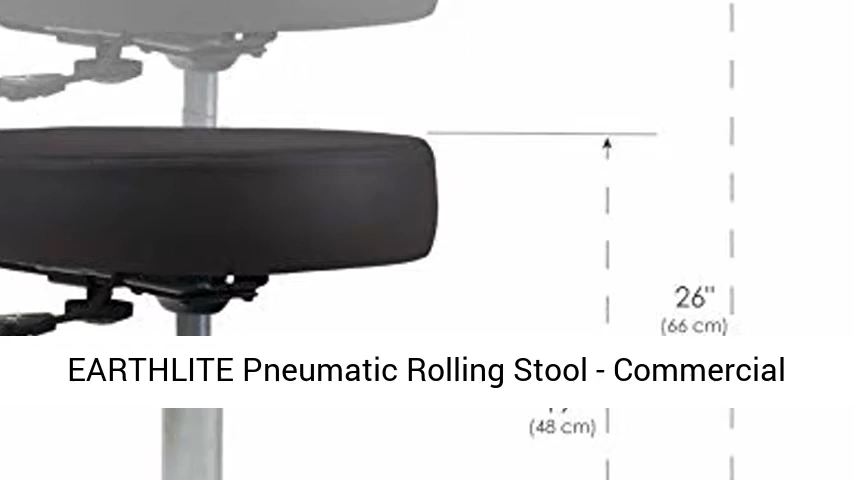 26"
(66 cm)
EARTHLITE Pneumatic Rolling Stool - Commercial
(48 cm)